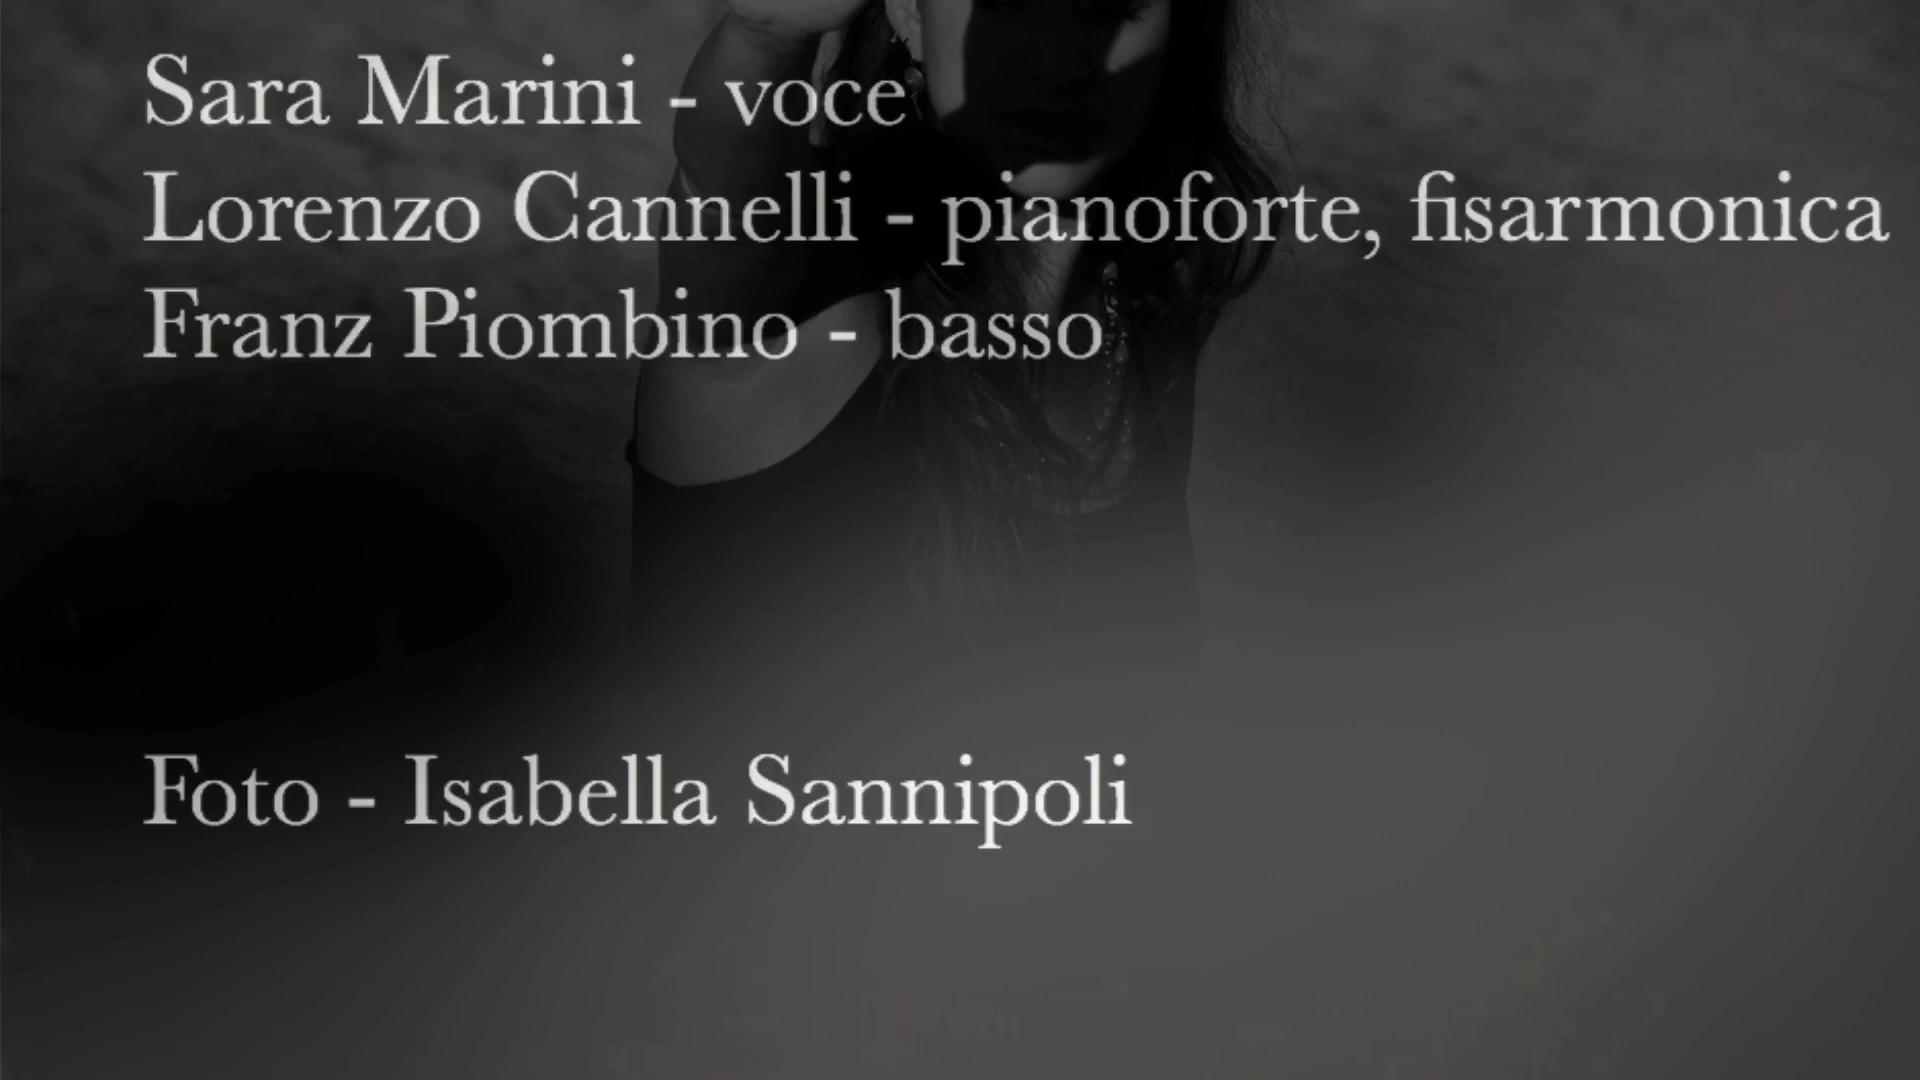 Sara Marini - voce
Lorenzo Cannelli - pianoforte, fisarmonica
Franz Piombino - basso
Foto - Isabella Sannipoli